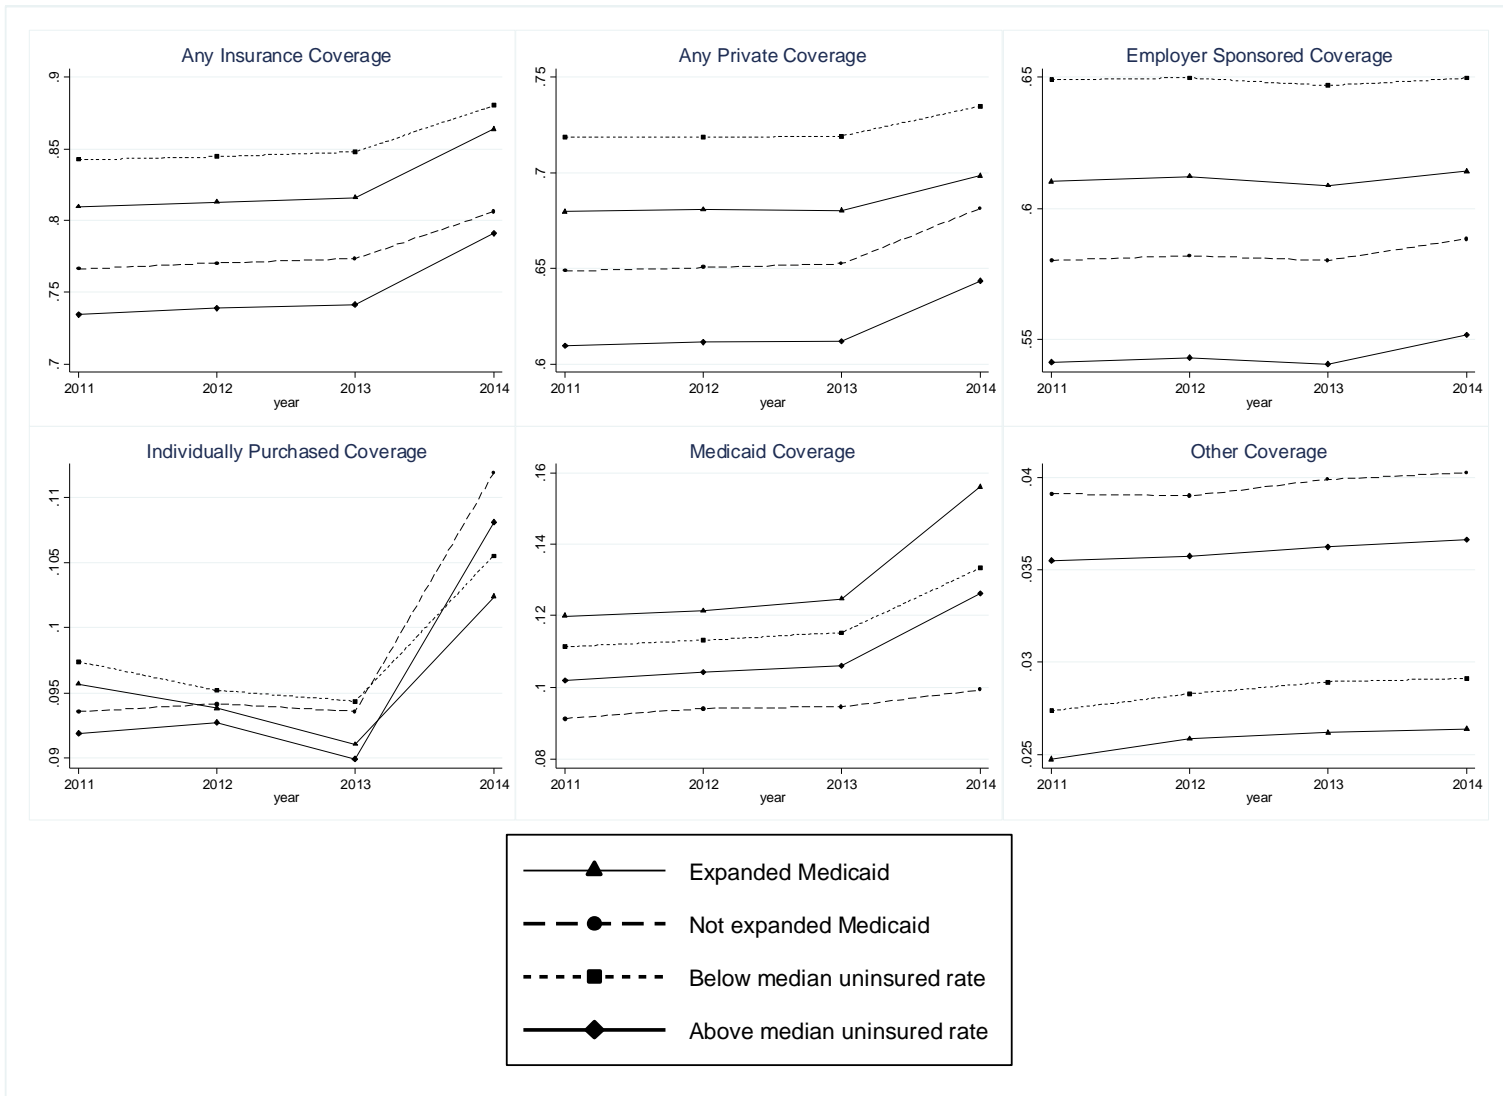 Any Insurance Coverage
.9
.85
.8
.75
.7
2011 2012 2013 2014
year
Any Private Coverage
.75
.7
.65
.6
2011 2012 2013 2014
year
Employer Sponsored Coverage
.65
.6
.55
2011 2012 2013 2014
year
Individually Purchased Coverage
.11
.105
.1
.095
.09
2011 2012 2013 2014
year
Medicaid Coverage
.16
.14
.12
.1
.08
2011 2012 2013 2014
year
Other Coverage
.04
.035
.03
.025
2011 2012 2013 2014
year
Expanded Medicaid
Not expanded Medicaid
Below median uninsured rate
Above median uninsured rate